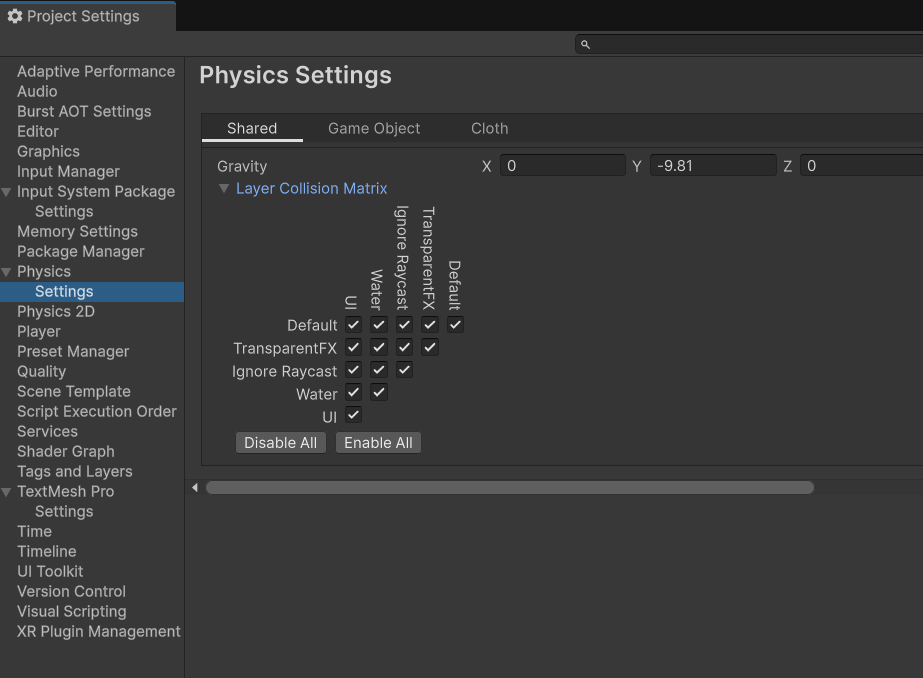 Project Settings
Adaptive Performance
Audio
Burst AOT Settings
Editor
Graphics
Input Manager
Input System Package
Settings
Memory Settings
Package Manager
Physics
Settings
Physics 2D
Player
Preset Manager
Quality
Scene Template
Script Execution Order
Services
Shader Graph
Tags and Layers
TextMesh Pro
Settings
Time
Timeline
UI Toolkit
Version Control
Visual Scripting
XR Plugin Management
Physics Settings
Shared Game Object Cloth
Gravity X 0 Y -9.81 Z 0
Layer Collision Matrix
UI
Water
Ignore Raycast
TransparentFX
Default
Default
TransparentFX
Ignore Raycast
Water
UI
Disable All Enable All